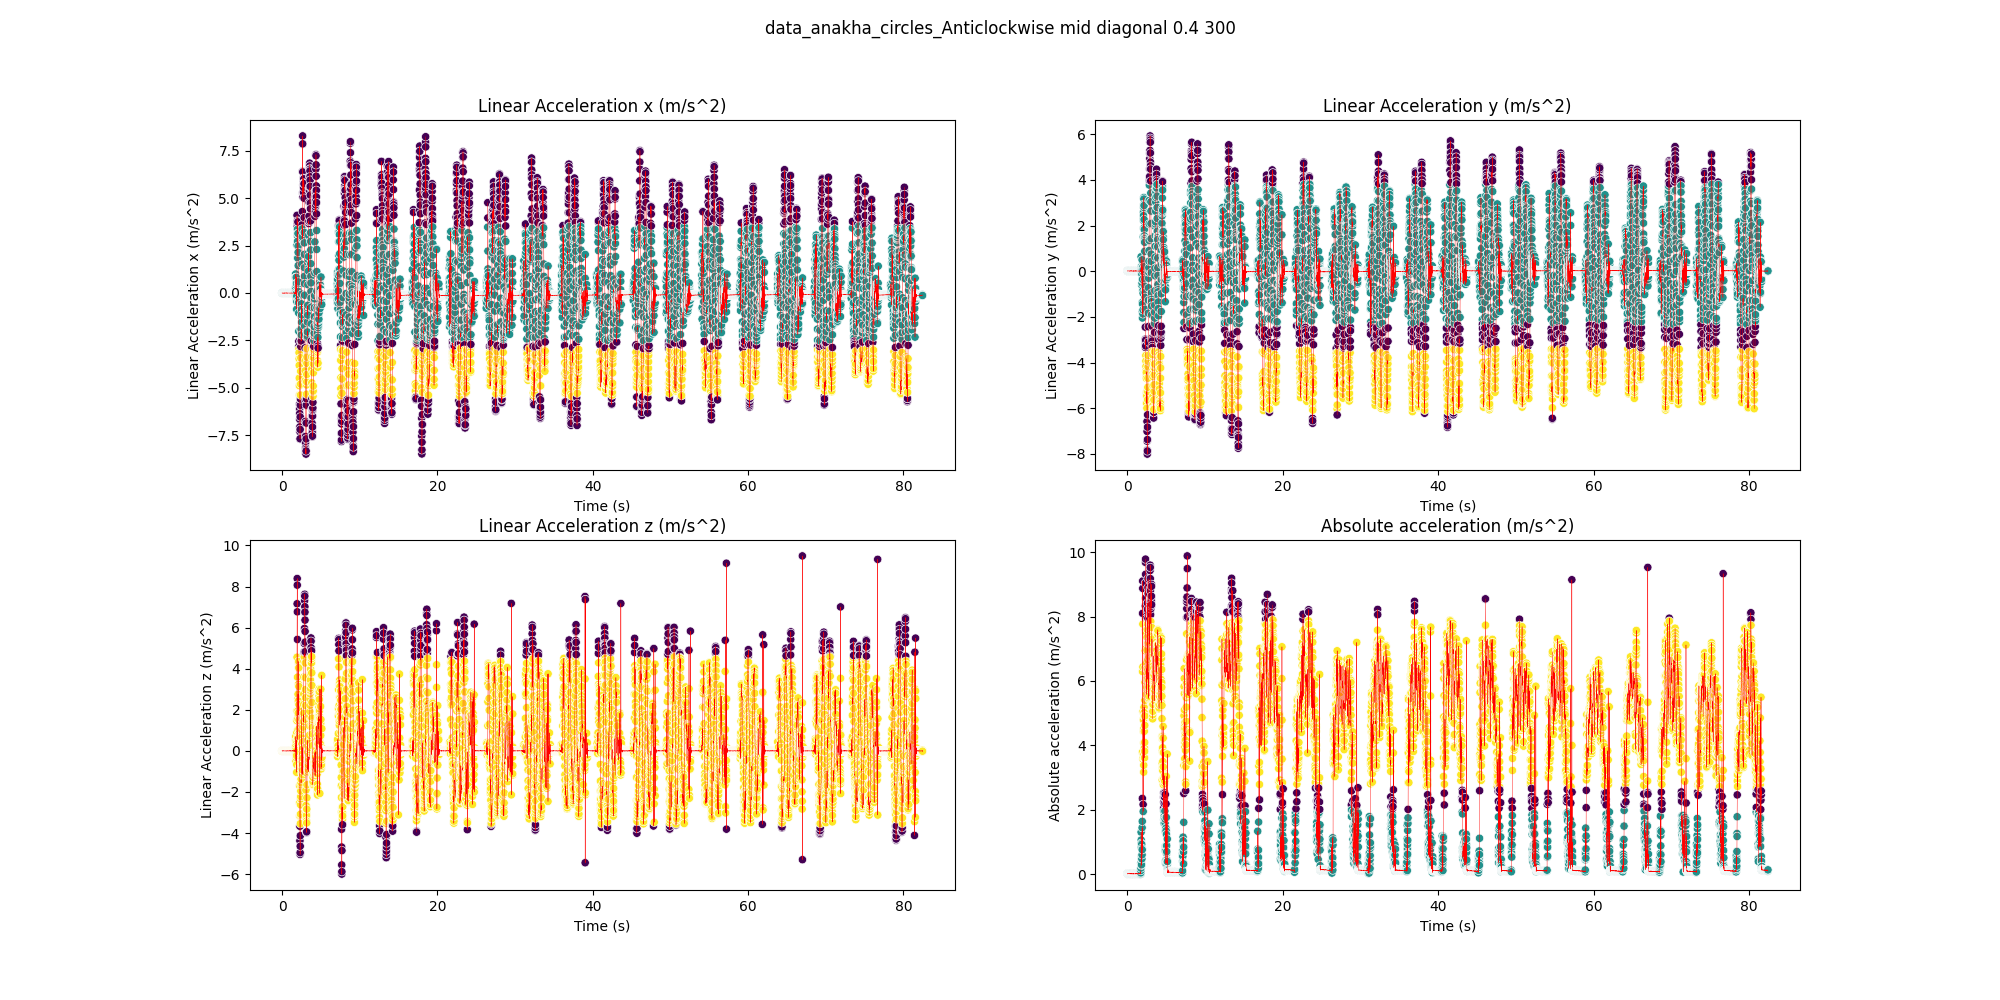 data_anakha_circles_Anticlockwise mid diagonal 0.4 300
Linear Acceleration x (m/s^2)
Linear Acceleration x (m/s^2)
7.5
5.0
2.5
0.0
−2.5
−5.0
−7.5
0 20 40 60 80
Time (s)
Linear Acceleration y (m/s^2)
Linear Acceleration y (m/s^2)
6
4
2
0
−2
−4
−6
−8
0 20 40 60 80
Time (s)
Linear Acceleration z (m/s^2)
Linear Acceleration z (m/s^2)
10
8
6
4
2
0
−2
−4
−6
0 20 40 60 80
Time (s)
Absolute acceleration (m/s^2)
Absolute acceleration (m/s^2)
10
8
6
4
2
0
0 20 40 60 80
Time (s)